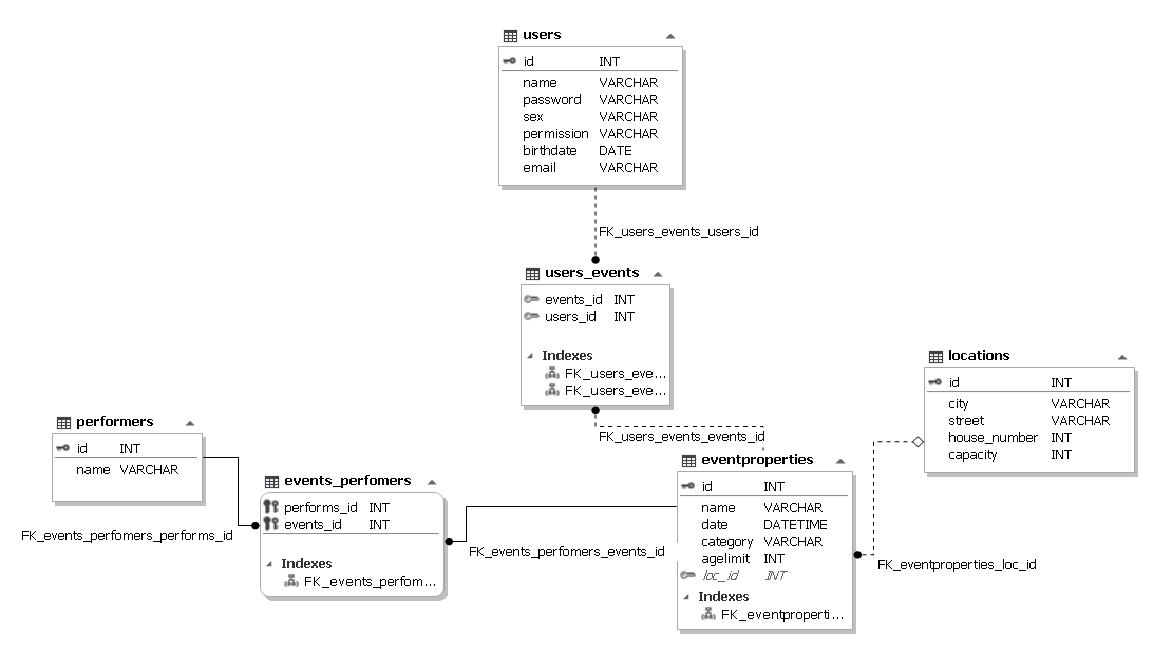 users
id INT
name VARCHAR
password VARCHAR
sex VARCHAR
permission VARCHAR
birthdate DATE
email VARCHAR
FK_users_events_users_id
users_events
events_id INT
users_id INT
Indexes
FK_users_eve...
FK_users_eve...
FK_users_events_events_id
locations
id INT
city VARCHAR
street VARCHAR
house_number INT
capacity INT
performers
id INT
name VARCHAR
FK_events_perfomers_performs_id
events_perfomers
performs_id INT
events_id INT
Indexes
FK_events_perfom...
FK_events_perfomers_events_id
eventproperties
id INT
name VARCHAR
date DATETIME
category VARCHAR
agelimit INT
loc_id INT
Indexes
FK_eventproperti...
FK_eventproperties_loc_id